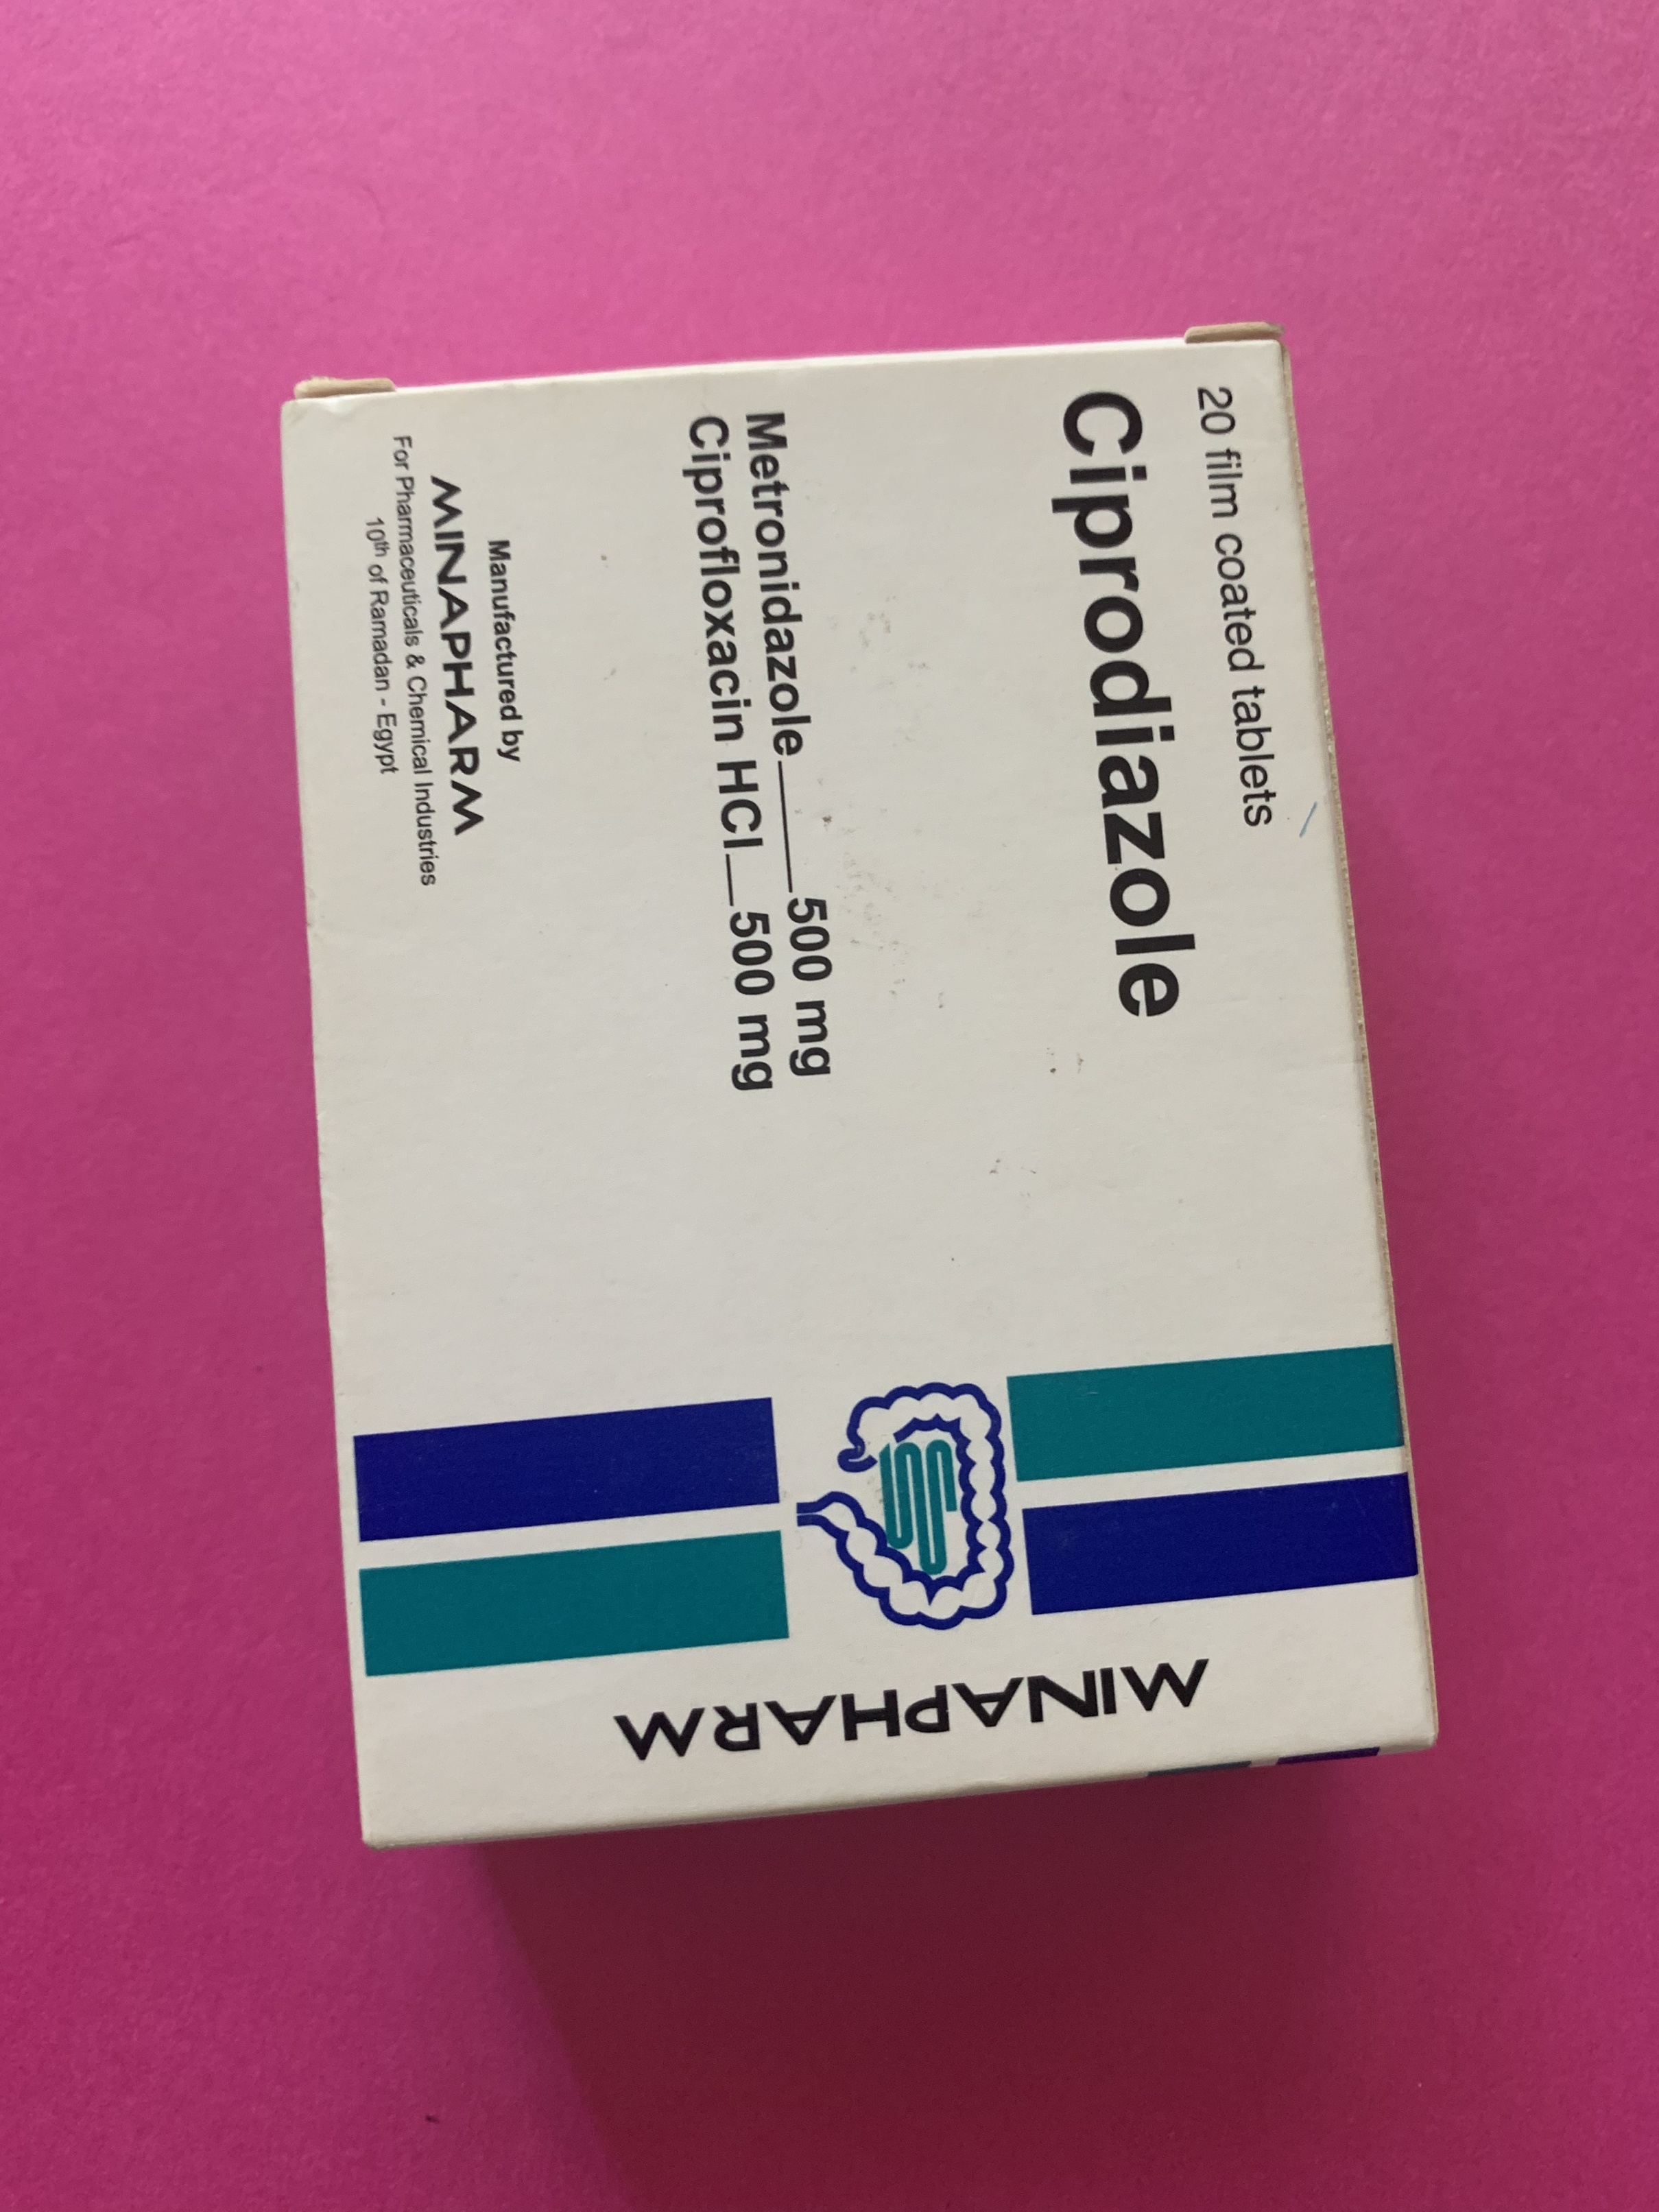 20 film coated tablets
Ciprodiazole
Metronidazole____500 mg
Ciprofloxacin HCl__500 mg
Manufactured by
MINAPHARM
For Pharmaceuticals & Chemical Industries
10th of Ramadan - Egypt
MINAPHARM